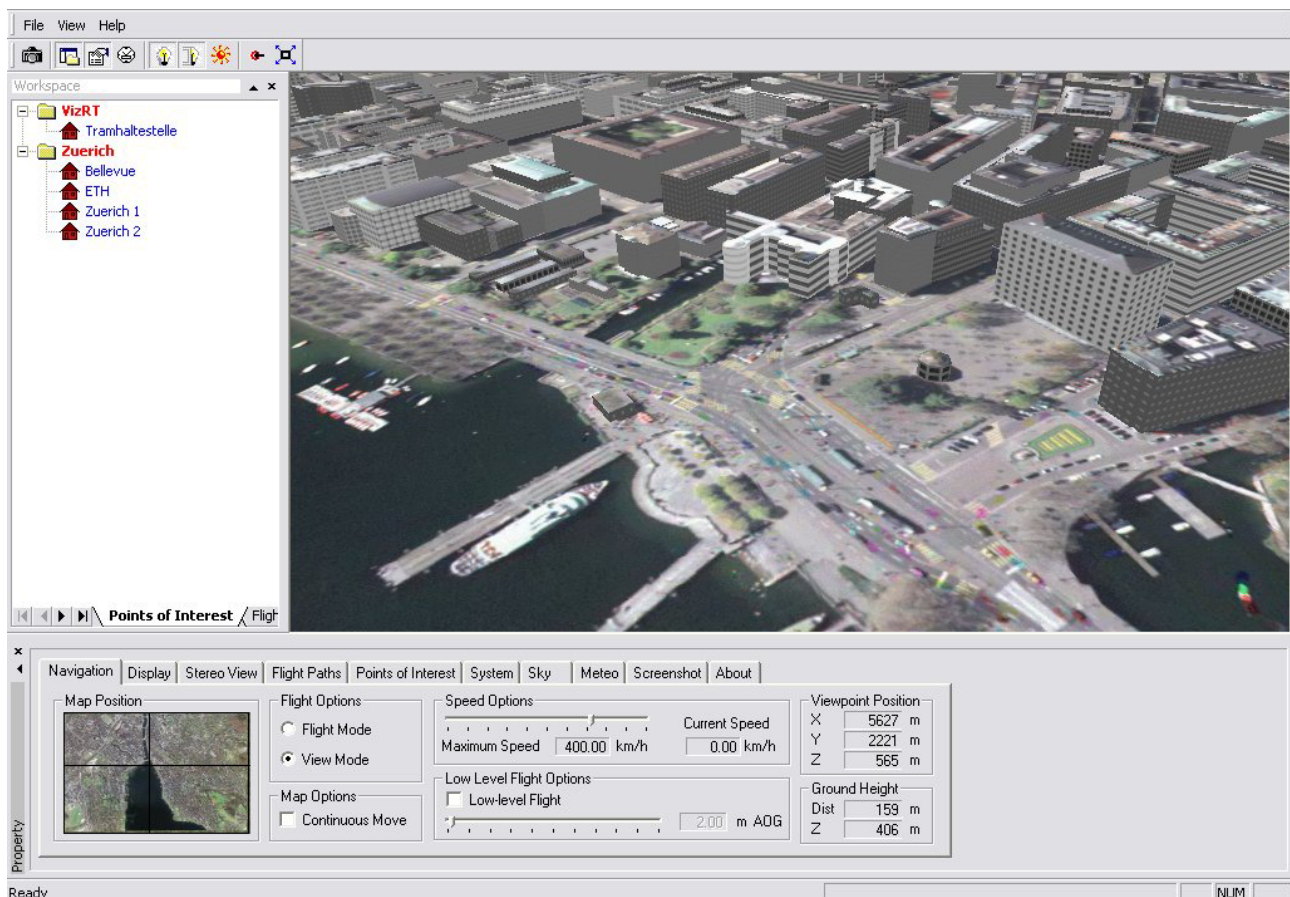 File View Help
Workspace
VizRT
Tramhaltestelle
Zuerich
Bellevue
ETH
Zuerich 1
Zuerich 2
Points of Interest Fligh
Property
Navigation Display Stereo View Flight Paths Points of Interest System Sky Meteo Screenshot About
Map Position
Flight Options
Flight Mode
View Mode
Map Options
Continuous Move
Speed Options
Current Speed
Maximum Speed 400.00 km/h 0.00 km/h
Low Level Flight Options
Low-level Flight
2.00 m AOG
Viewpoint Position
X 5627 m
Y 2221 m
Z 565 m
Ground Height
Dist 159 m
Z 406 m
Ready NUM